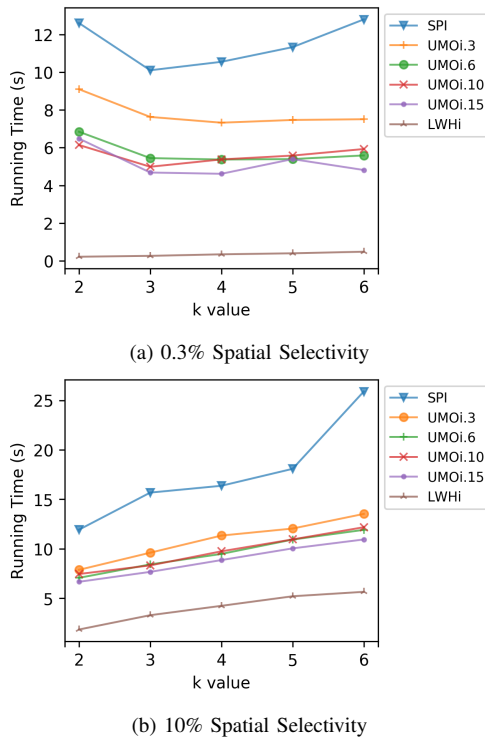 12
10
8
6
4
2
0
Running Time (s)
2 3 4 5 6
k value
SPI
UMOi.3
UMOi.6
UMOi.10
UMOi.15
LWHi
(a) 0.3% Spatial Selectivity
25
20
15
10
5
Running Time (s)
2 3 4 5 6
k value
SPI
UMOi.3
UMOi.6
UMOi.10
UMOi.15
LWHi
(b) 10% Spatial Selectivity